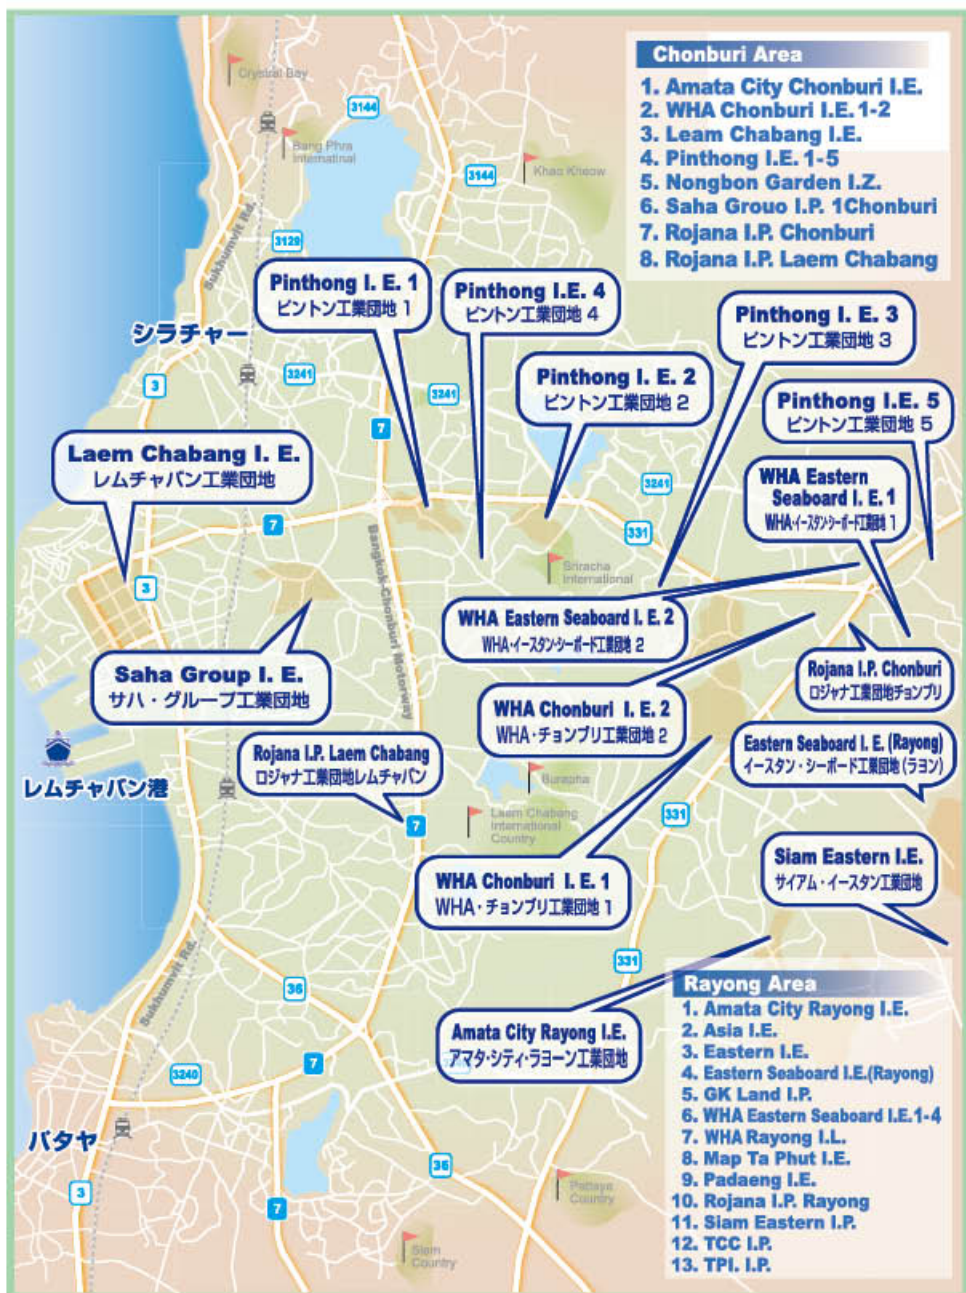 Chonburi Area
1. Amata City Chonburi I.E.
2. WHA Chonburi I.E. 1-2
3. Leam Chabang I.E.
4. Pinthong I.E. 1-5
5. Nongbon Garden I.Z.
6. Saha Grouo I.P. 1Chonburi
7. Rojana I.P. Chonburi
8. Rojana I.P. Laem Chabang
Crystal Bay
3144
Bang Phra
Internatinal
Khao Kheow
3144
Sukhumvit Rd.
3129
Pinthong I. E. 1
ピントン工業団地 1
Pinthong I.E. 4
ピントン工業団地 4
Pinthong I. E. 3
ピントン工業団地 3
シラチャー
3
3241
3241
Pinthong I. E. 2
ピントン工業団地 2
Pinthong I.E. 5
ピントン工業団地 5
7
Laem Chabang I. E.
レムチャバン工業団地
WHA Eastern
Seaboard I. E. 1
WHA・イースタン・シーボード工業団地 1
3241
7
331
Bangkok-Chonburi Motorway
Sriracha
International
3
WHA Eastern Seaboard I. E. 2
WHA・イースタン・シーボード工業団地 2
Saha Group I. E.
サハ・グループ工業団地
Rojana I.P. Chonburi
ロジャナ工業団地チョンブリ
WHA Chonburi I. E. 2
WHA・チョンブリ工業団地 2
Rojana I.P. Laem Chabang
ロジャナ工業団地レムチャバン
Eastern Seaboard I. E. (Rayong)
イースタン・シーボード工業団地 (ラヨン)
レムチャバン港
Burapha
7
Laem Chabang
International
Country
331
WHA Chonburi I. E. 1
WHA・チョンブリ工業団地 1
Siam Eastern I.E.
サイアム・イースタン工業団地
Sukhumvit Rd.
331
36
Amata City Rayong I.E.
アマタ・シティ・ラヨーン工業団地
7
3240
パタヤ
3
36
7
Pattaya
Country
Siam
Country
Rayong Area
1. Amata City Rayong I.E.
2. Asia I.E.
3. Eastern I.E.
4. Eastern Seaboard I.E.(Rayong)
5. GK Land I.P.
6. WHA Eastern Seaboard I.E.1-4
7. WHA Rayong I.L.
8. Map Ta Phut I.E.
9. Padaeng I.E.
10. Rojana I.P. Rayong
11. Siam Eastern I.P.
12. TCC I.P.
13. TPI. I.P.